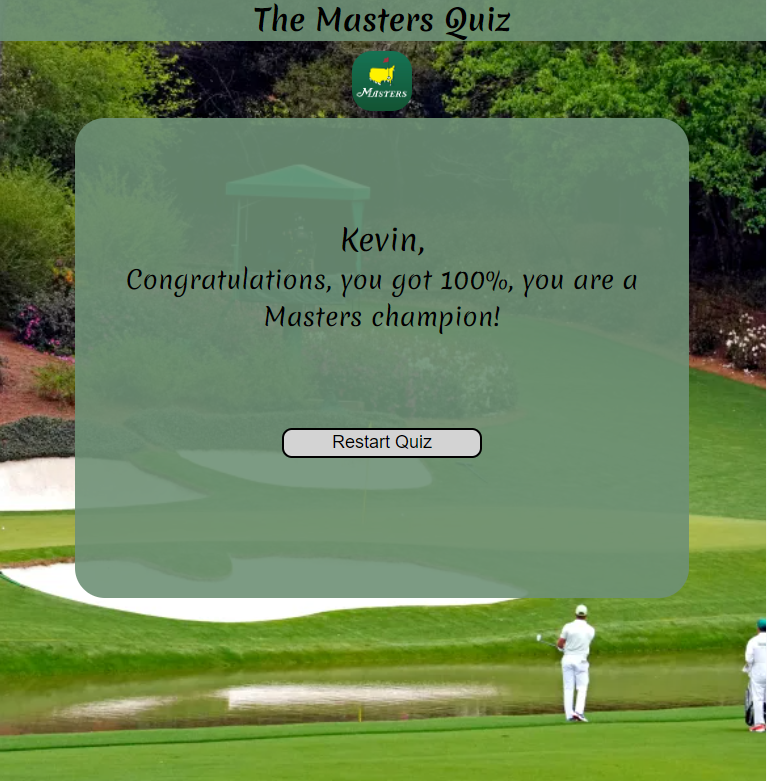 The Masters Quiz
MASTERS
Kevin,
Congratulations, you got 100%, you are a
Masters champion!
Restart Quiz